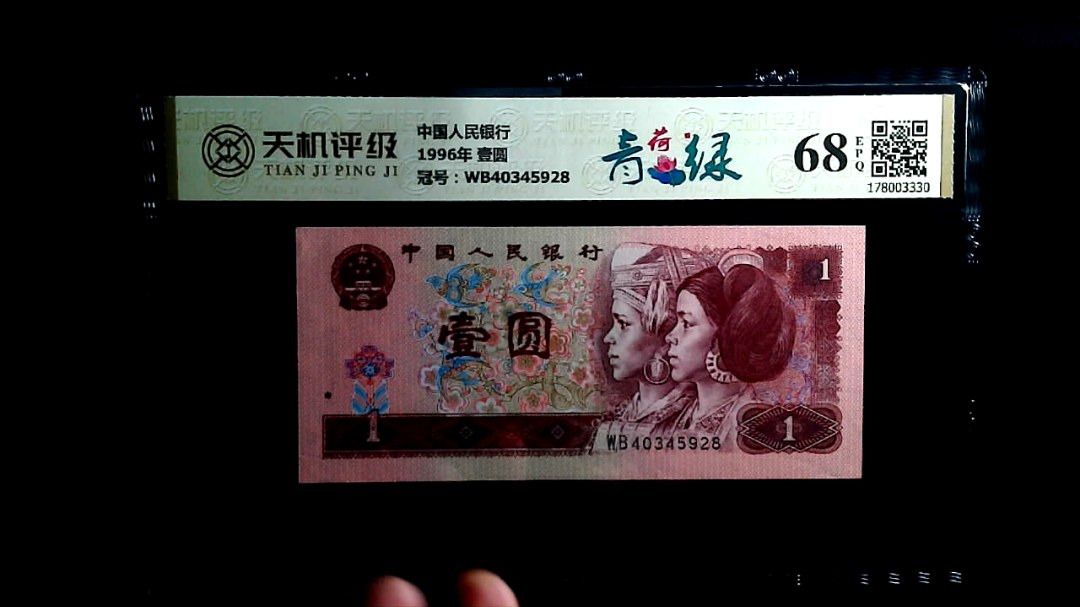 天机评级
TIAN JI PING JI
中国人民银行
1996年 壹圆
冠号：WB40345928
青荷绿
68
EPQ
178003330
中国人民银行
1
壹圆
1
WB40345928
1